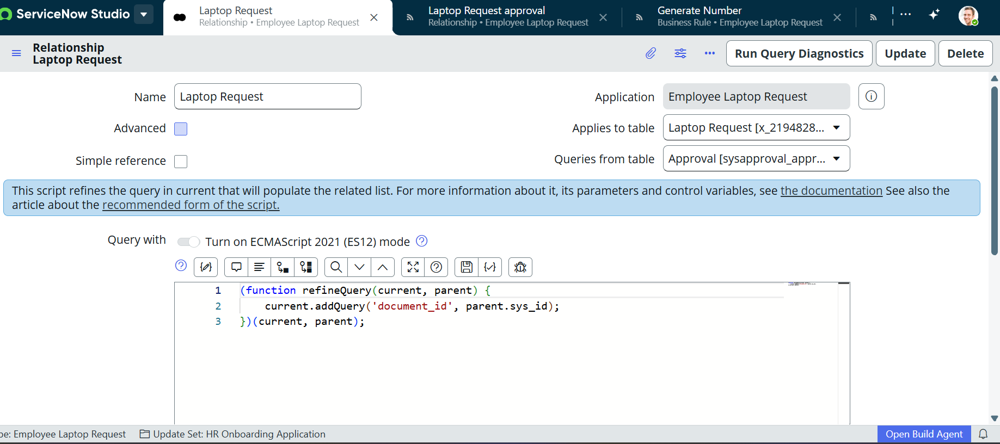 ServiceNow Studio
Laptop Request
Relationship • Employee Laptop Request
Laptop Request approval
Relationship • Employee Laptop Request
Generate Number
Business Rule • Employee Laptop Request
Relationship
Laptop Request
Run Query Diagnostics
Update
Delete
Name
Laptop Request
Application
Employee Laptop Request
Advanced
Applies to table
Laptop Request [x_2194828...
Simple reference
Queries from table
Approval [sysapproval_appr...
This script refines the query in current that will populate the related list. For more information about it, its parameters and control variables, see the documentation See also the
article about the recommended form of the script.
Query with
Turn on ECMAScript 2021 (ES12) mode
1 (function refineQuery(current, parent) {
2 current.addQuery('document_id', parent.sys_id);
3 })(current, parent);
pe: Employee Laptop Request
Update Set: HR Onboarding Application
Open Build Agent